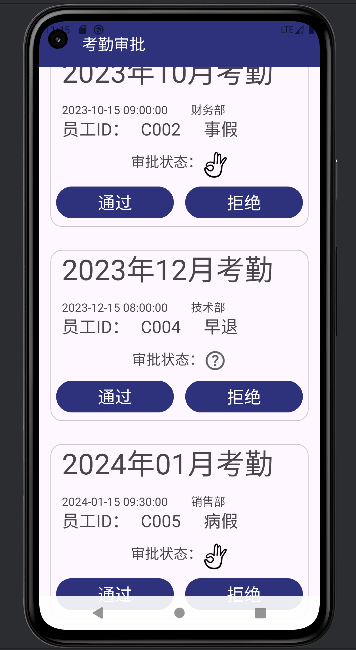 LTE
考勤审批
2023年10月考勤
2023-10-15 09:00:00 财务部
员工ID： C002 事假
审批状态：
通过 拒绝
2023年12月考勤
2023-12-15 08:00:00 技术部
员工ID： C004 早退
审批状态：
通过 拒绝
2024年01月考勤
2024-01-15 09:30:00 销售部
员工ID： C005 病假
审批状态：
通过 拒绝